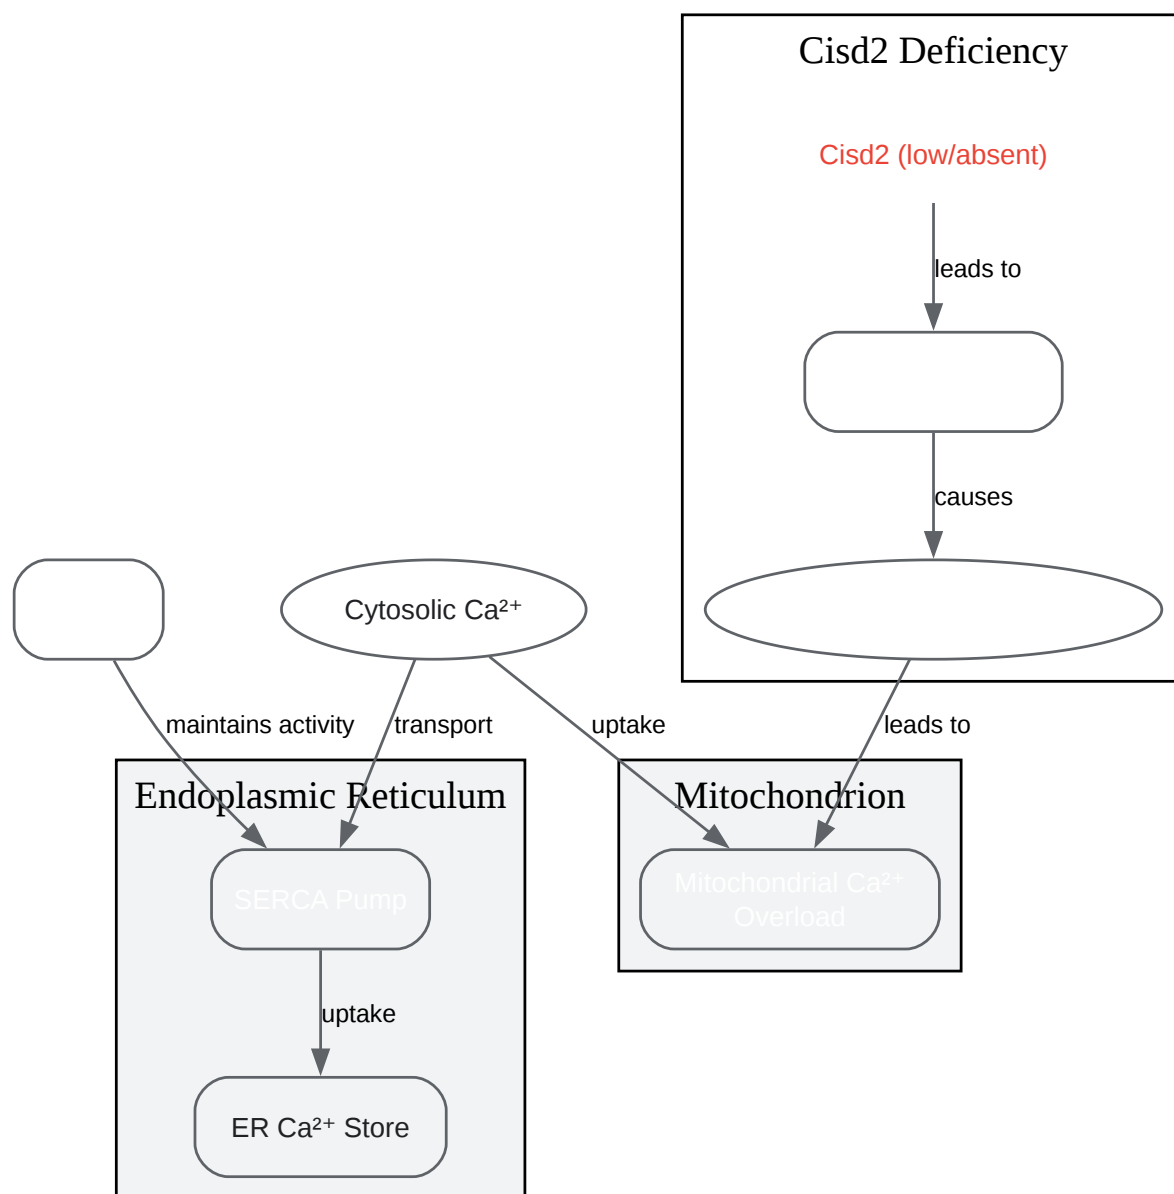 Cisd2 Deficiency
Cisd2 (low/absent)
leads to
causes
Cytosolic Ca²⁺
maintains activity
transport
uptake
leads to
Endoplasmic Reticulum
Mitochondrion
SERCA Pump
Mitochondrial Ca²⁺
Overload
uptake
ER Ca²⁺ Store